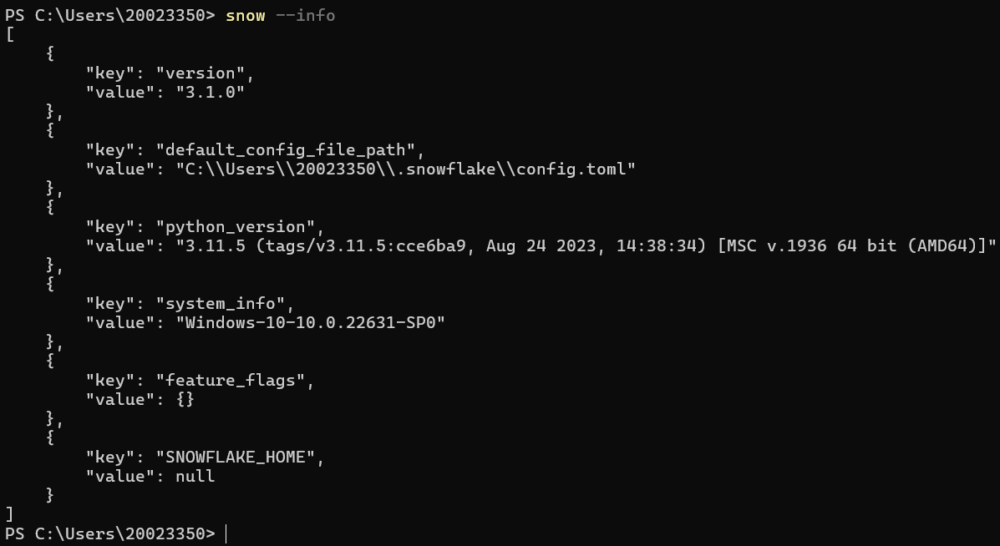 PS C:\Users\20023350> snow --info
[
    {
        "key": "version",
        "value": "3.1.0"
    },
    {
        "key": "default_config_file_path",
        "value": "C:\\Users\\20023350\\.snowflake\\config.toml"
    },
    {
        "key": "python_version",
        "value": "3.11.5 (tags/v3.11.5:cce6ba9, Aug 24 2023, 14:38:34) [MSC v.1936 64 bit (AMD64)]"
    },
    {
        "key": "system_info",
        "value": "Windows-10-10.0.22631-SP0"
    },
    {
        "key": "feature_flags",
        "value": {}
    },
    {
        "key": "SNOWFLAKE_HOME",
        "value": null
    }
]
PS C:\Users\20023350>